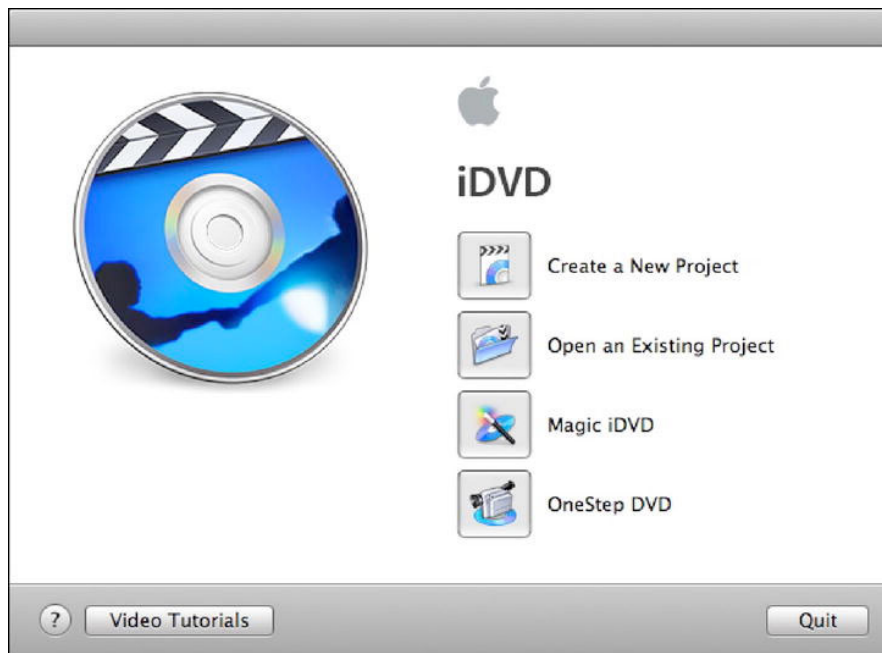 iDVD
Create a New Project
Open an Existing Project
Magic iDVD
OneStep DVD
? Video Tutorials Quit